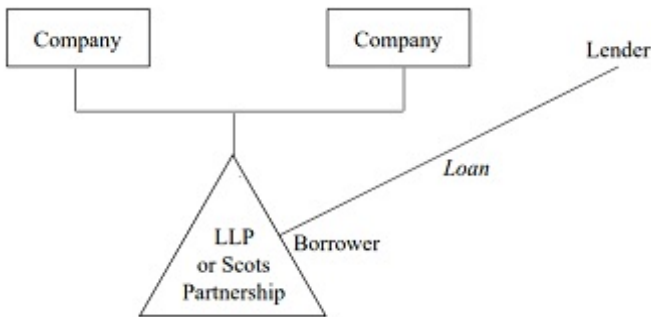 Company
Company
Lender
Loan
Borrower
LLP
or Scots
Partnership